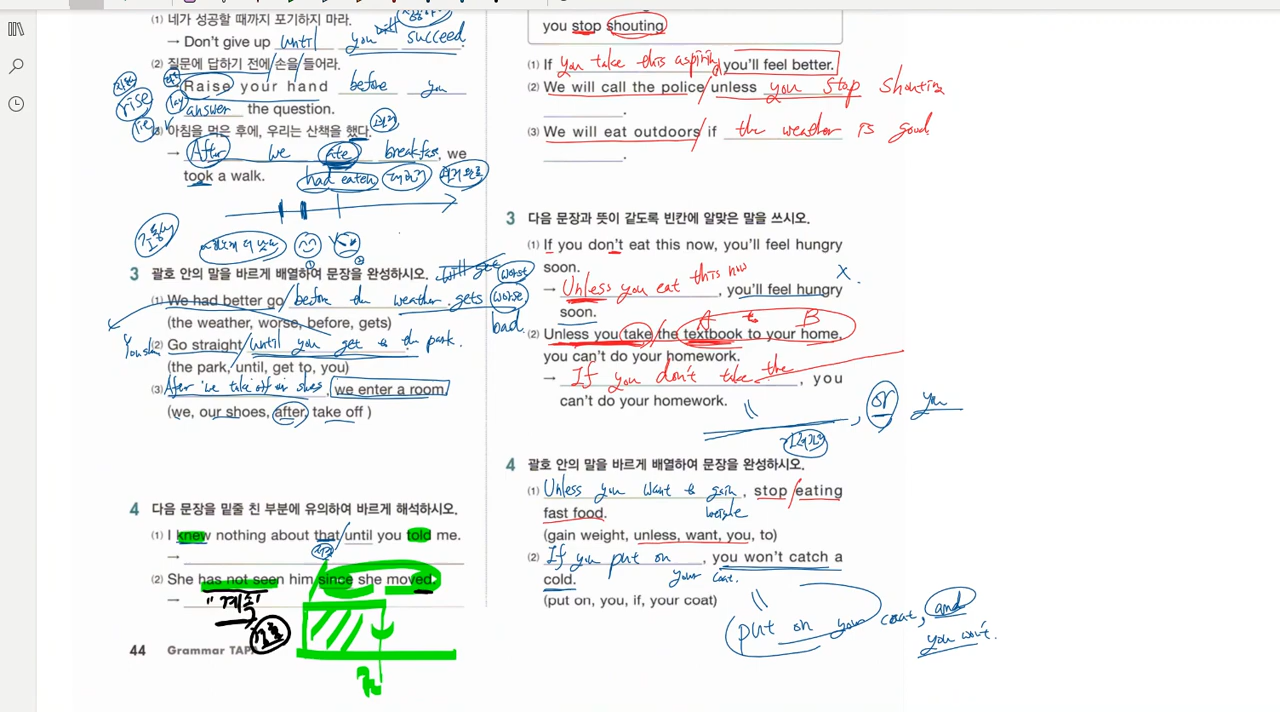 (1) 네가 성공할 때까지 포기하지 마라.
→ Don't give up until you will succeed.
(2) 질문에 답하기 전에 손을 들어라.
Raise your hand before you
rise
lay
answer the question.
lie
아침을 먹은 후에, 우리는 산책을 했다.
→ After we ate breakfast, we
took a walk.
had eaten
3 괄호 안의 말을 바르게 배열하여 문장을 완성하시오.
will get worst
(1) We had better go before the weather gets worse
bad
(the weather, worse, before, gets)
(2) Go straight until you get to the park.
(the park, until, get to, you)
(3) After we take off our shoes, we enter a room.
(we, our shoes, after, take off )
4 다음 문장을 밑줄 친 부분에 유의하여 바르게 해석하시오.
(1) I knew nothing about that until you told me.
→
(2) She has not seen him since she moved.
→
"계속"
44 Grammar TAPA
you stop shouting.
(1) If you take this aspirin, you'll feel better.
(2) We will call the police unless you stop shouting
.
(3) We will eat outdoors if the weather is good
.
3 다음 문장과 뜻이 같도록 빈칸에 알맞은 말을 쓰시오.
(1) If you don't eat this now, you'll feel hungry
soon.
X
→ Unless you eat this now, you'll feel hungry
soon.
A to B
(2) Unless you take the textbook to your home,
you can't do your homework.
→ If you don't take the, you
can't do your homework.
, or you
4 괄호 안의 말을 바르게 배열하여 문장을 완성하시오.
(1) Unless you want to gain weight, stop eating
fast food.
(gain weight, unless, want, you, to)
(2) If you put on your coat, you won't catch a
cold.
(put on, you, if, your coat)
put on your coat, and
you won't.